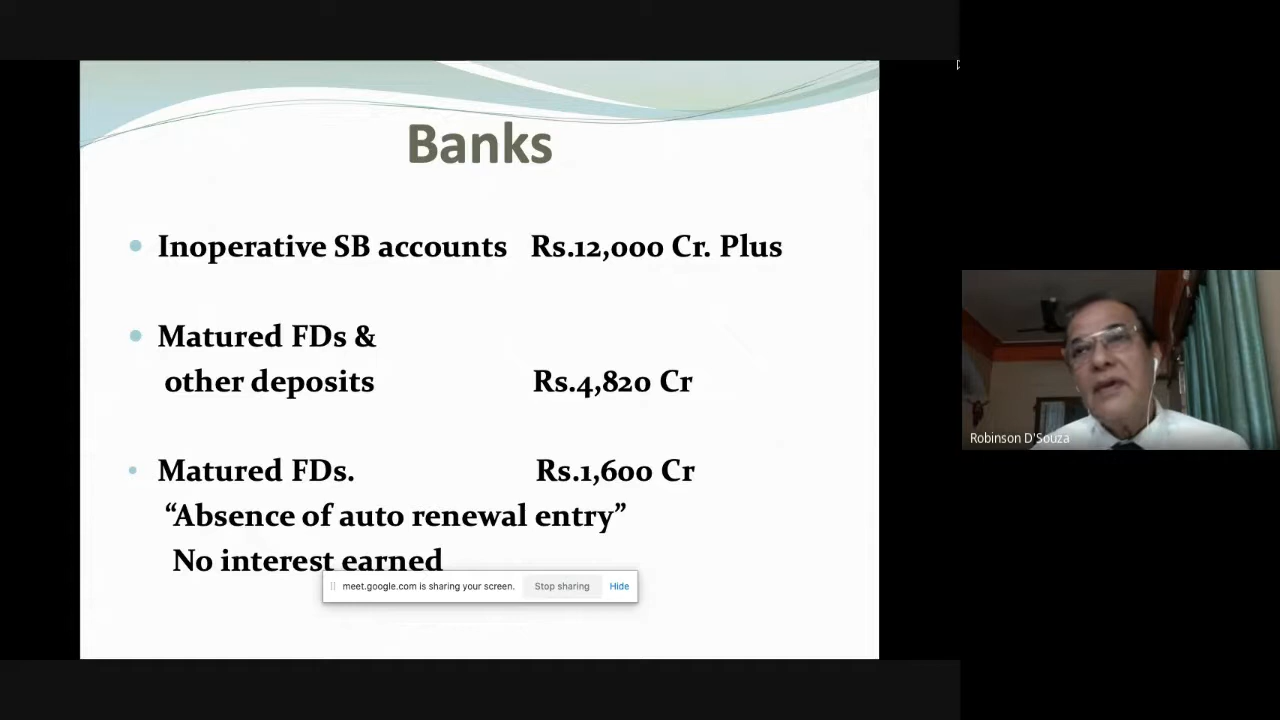 Banks
Inoperative SB accounts Rs.12,000 Cr. Plus
Matured FDs &
other deposits Rs.4,820 Cr
Matured FDs. Rs.1,600 Cr
“Absence of auto renewal entry”
No interest earned
meet.google.com is sharing your screen. Stop sharing Hide
Robinson D'Souza